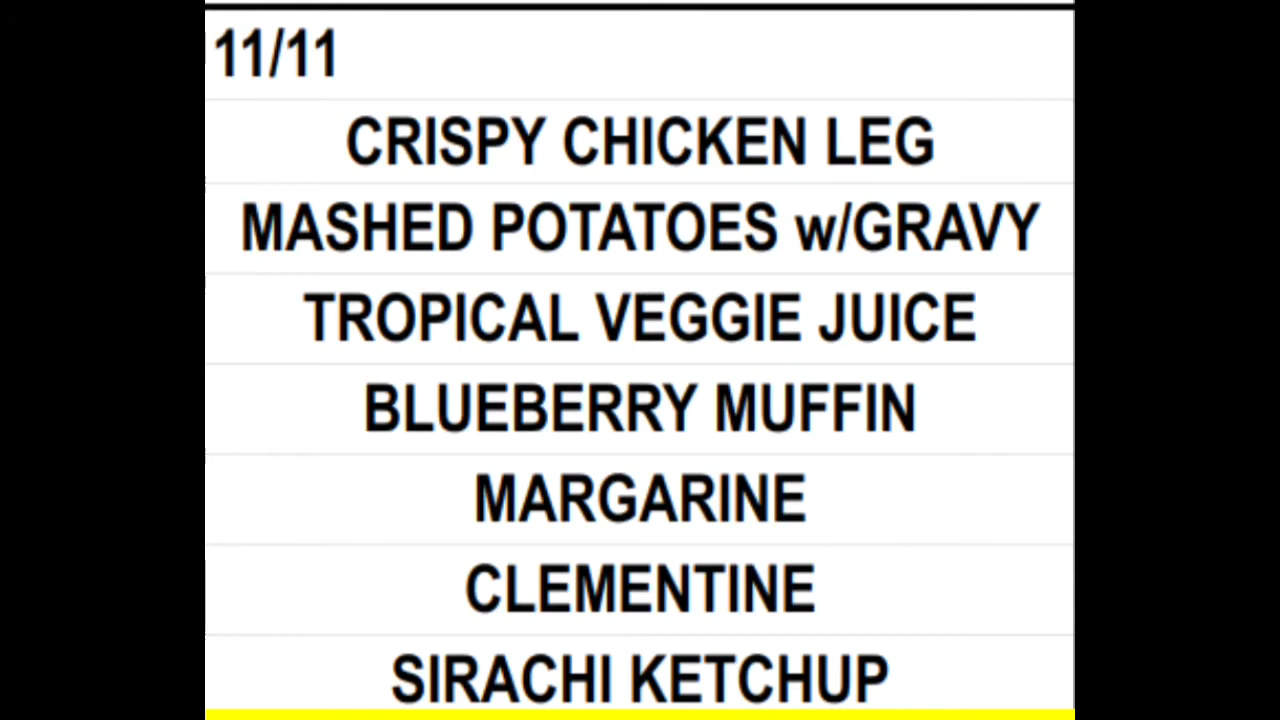 11/11
CRISPY CHICKEN LEG
MASHED POTATOES w/GRAVY
TROPICAL VEGGIE JUICE
BLUEBERRY MUFFIN
MARGARINE
CLEMENTINE
SIRACHI KETCHUP